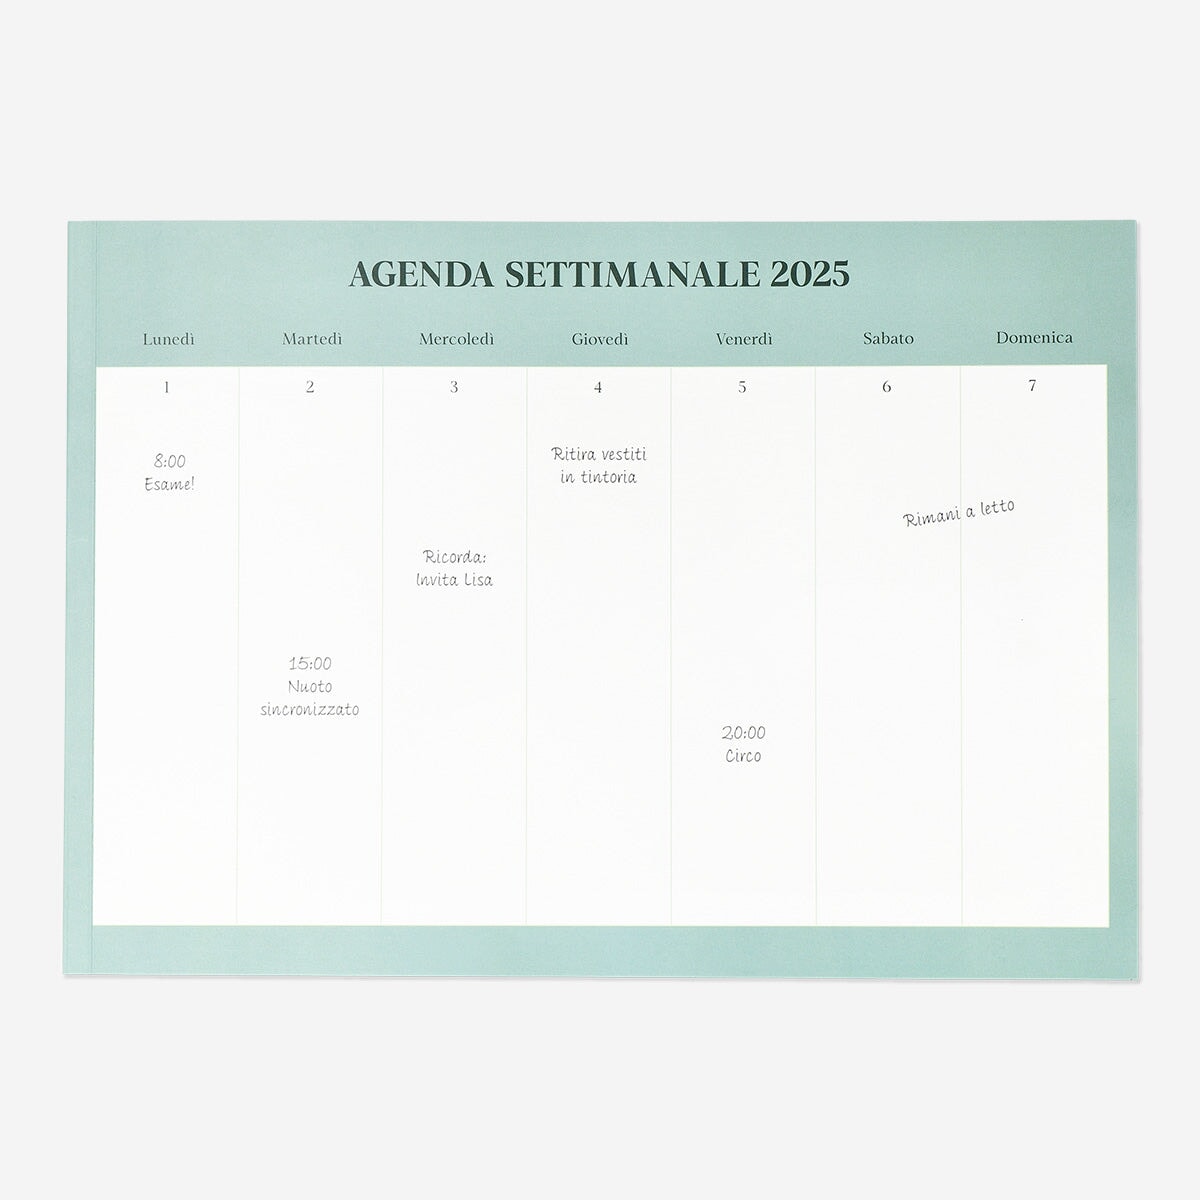 AGENDA SETTIMANALE 2025
Lunedì Martedì Mercoledì Giovedì Venerdì Sabato Domenica
1 2 3 4 5 6 7
8:00
Esame!
15:00
Nuoto
sincronizzato
Ricorda:
Invita Lisa
Ritira vestiti
in tintoria
20:00
Circo
Rimani a letto